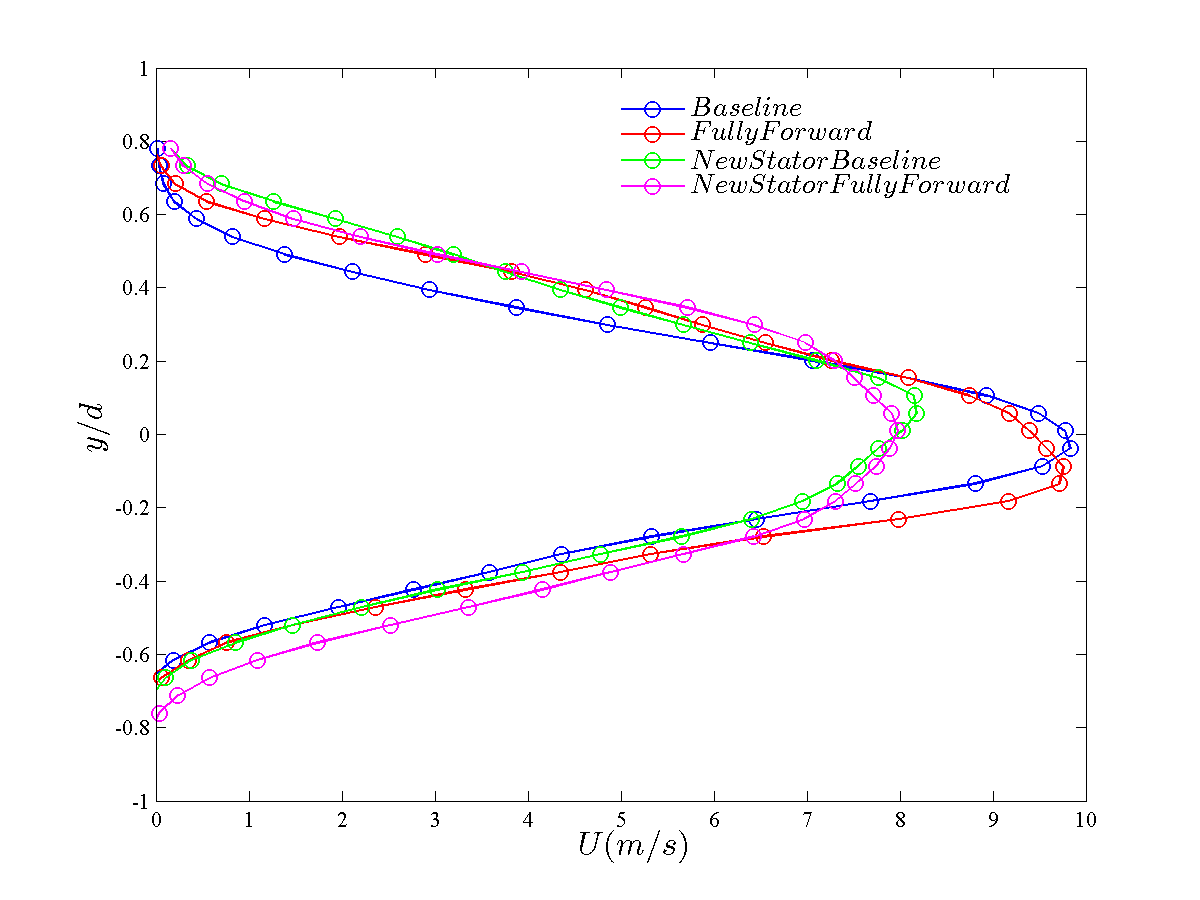 1
0.8
0.6
0.4
0.2
0
-0.2
-0.4
-0.6
-0.8
-1
y/d
Baseline
FullyForward
NewStatorBaseline
NewStatorFullyForward
0 1 2 3 4 5 6 7 8 9 10
U(m/s)